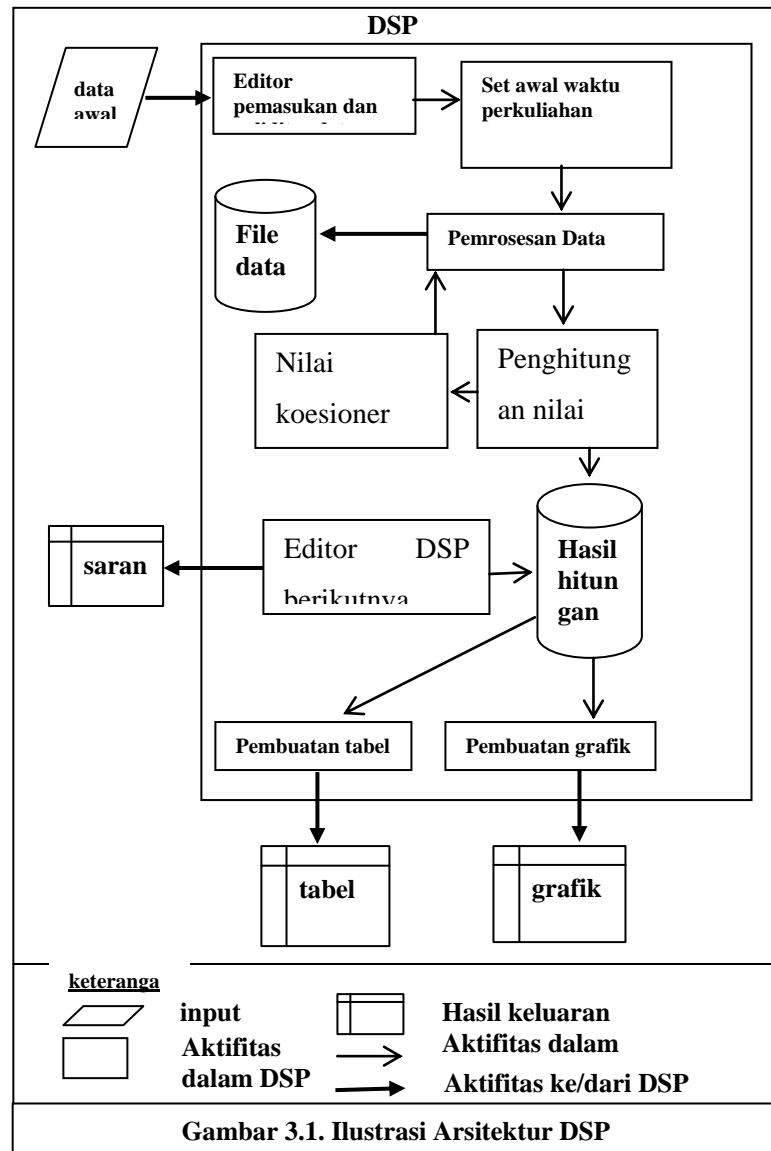 DSP
data
awal
Editor
pemasukan dan
Set awal waktu
perkuliahan
File
data
Pemrosesan Data
Nilai
koesioner
Penghitung
an nilai
saran
Editor DSP
berikutnya
Hasil
hitun
gan
Pembuatan tabel
Pembuatan grafik
tabel
grafik
keteranga
input
Hasil keluaran
Aktifitas
dalam DSP
Aktifitas dalam
Aktifitas ke/dari DSP
Gambar 3.1. Ilustrasi Arsitektur DSP